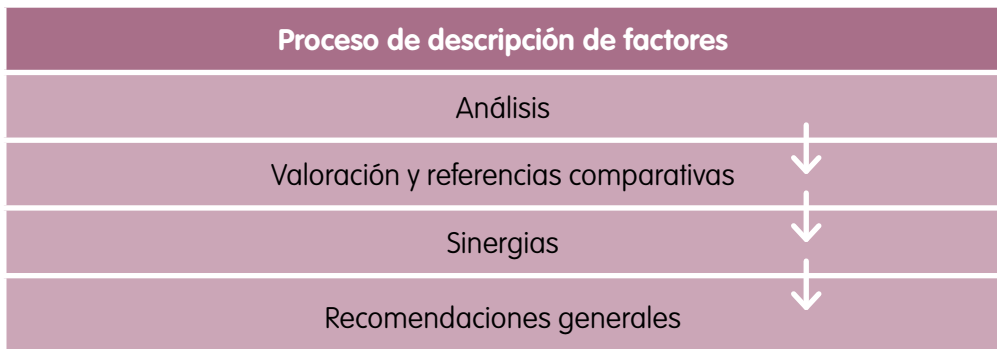 Proceso de descripción de factores
Análisis
Valoración y referencias comparativas
Sinergias
Recomendaciones generales